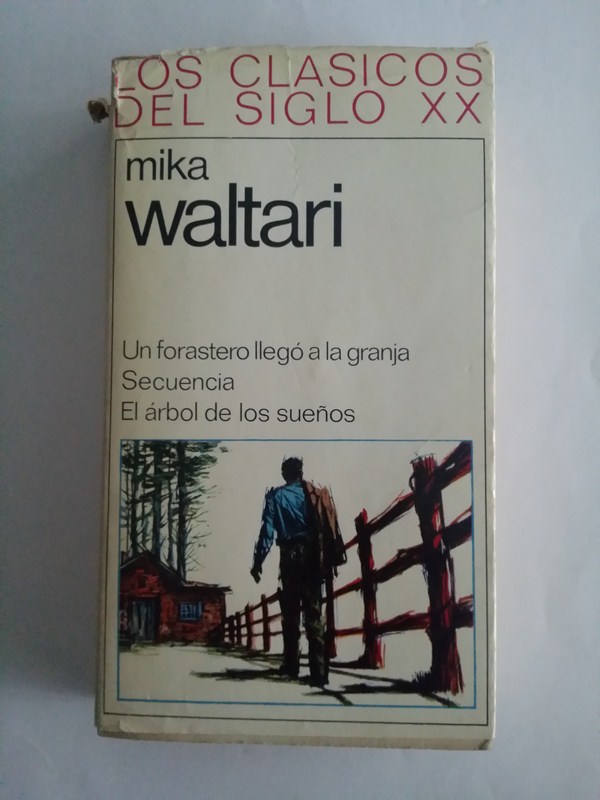 LOS CLASICOS
DEL SIGLO XX
mika
waltari
Un forastero llegó a la granja
Secuencia
El árbol de los sueños